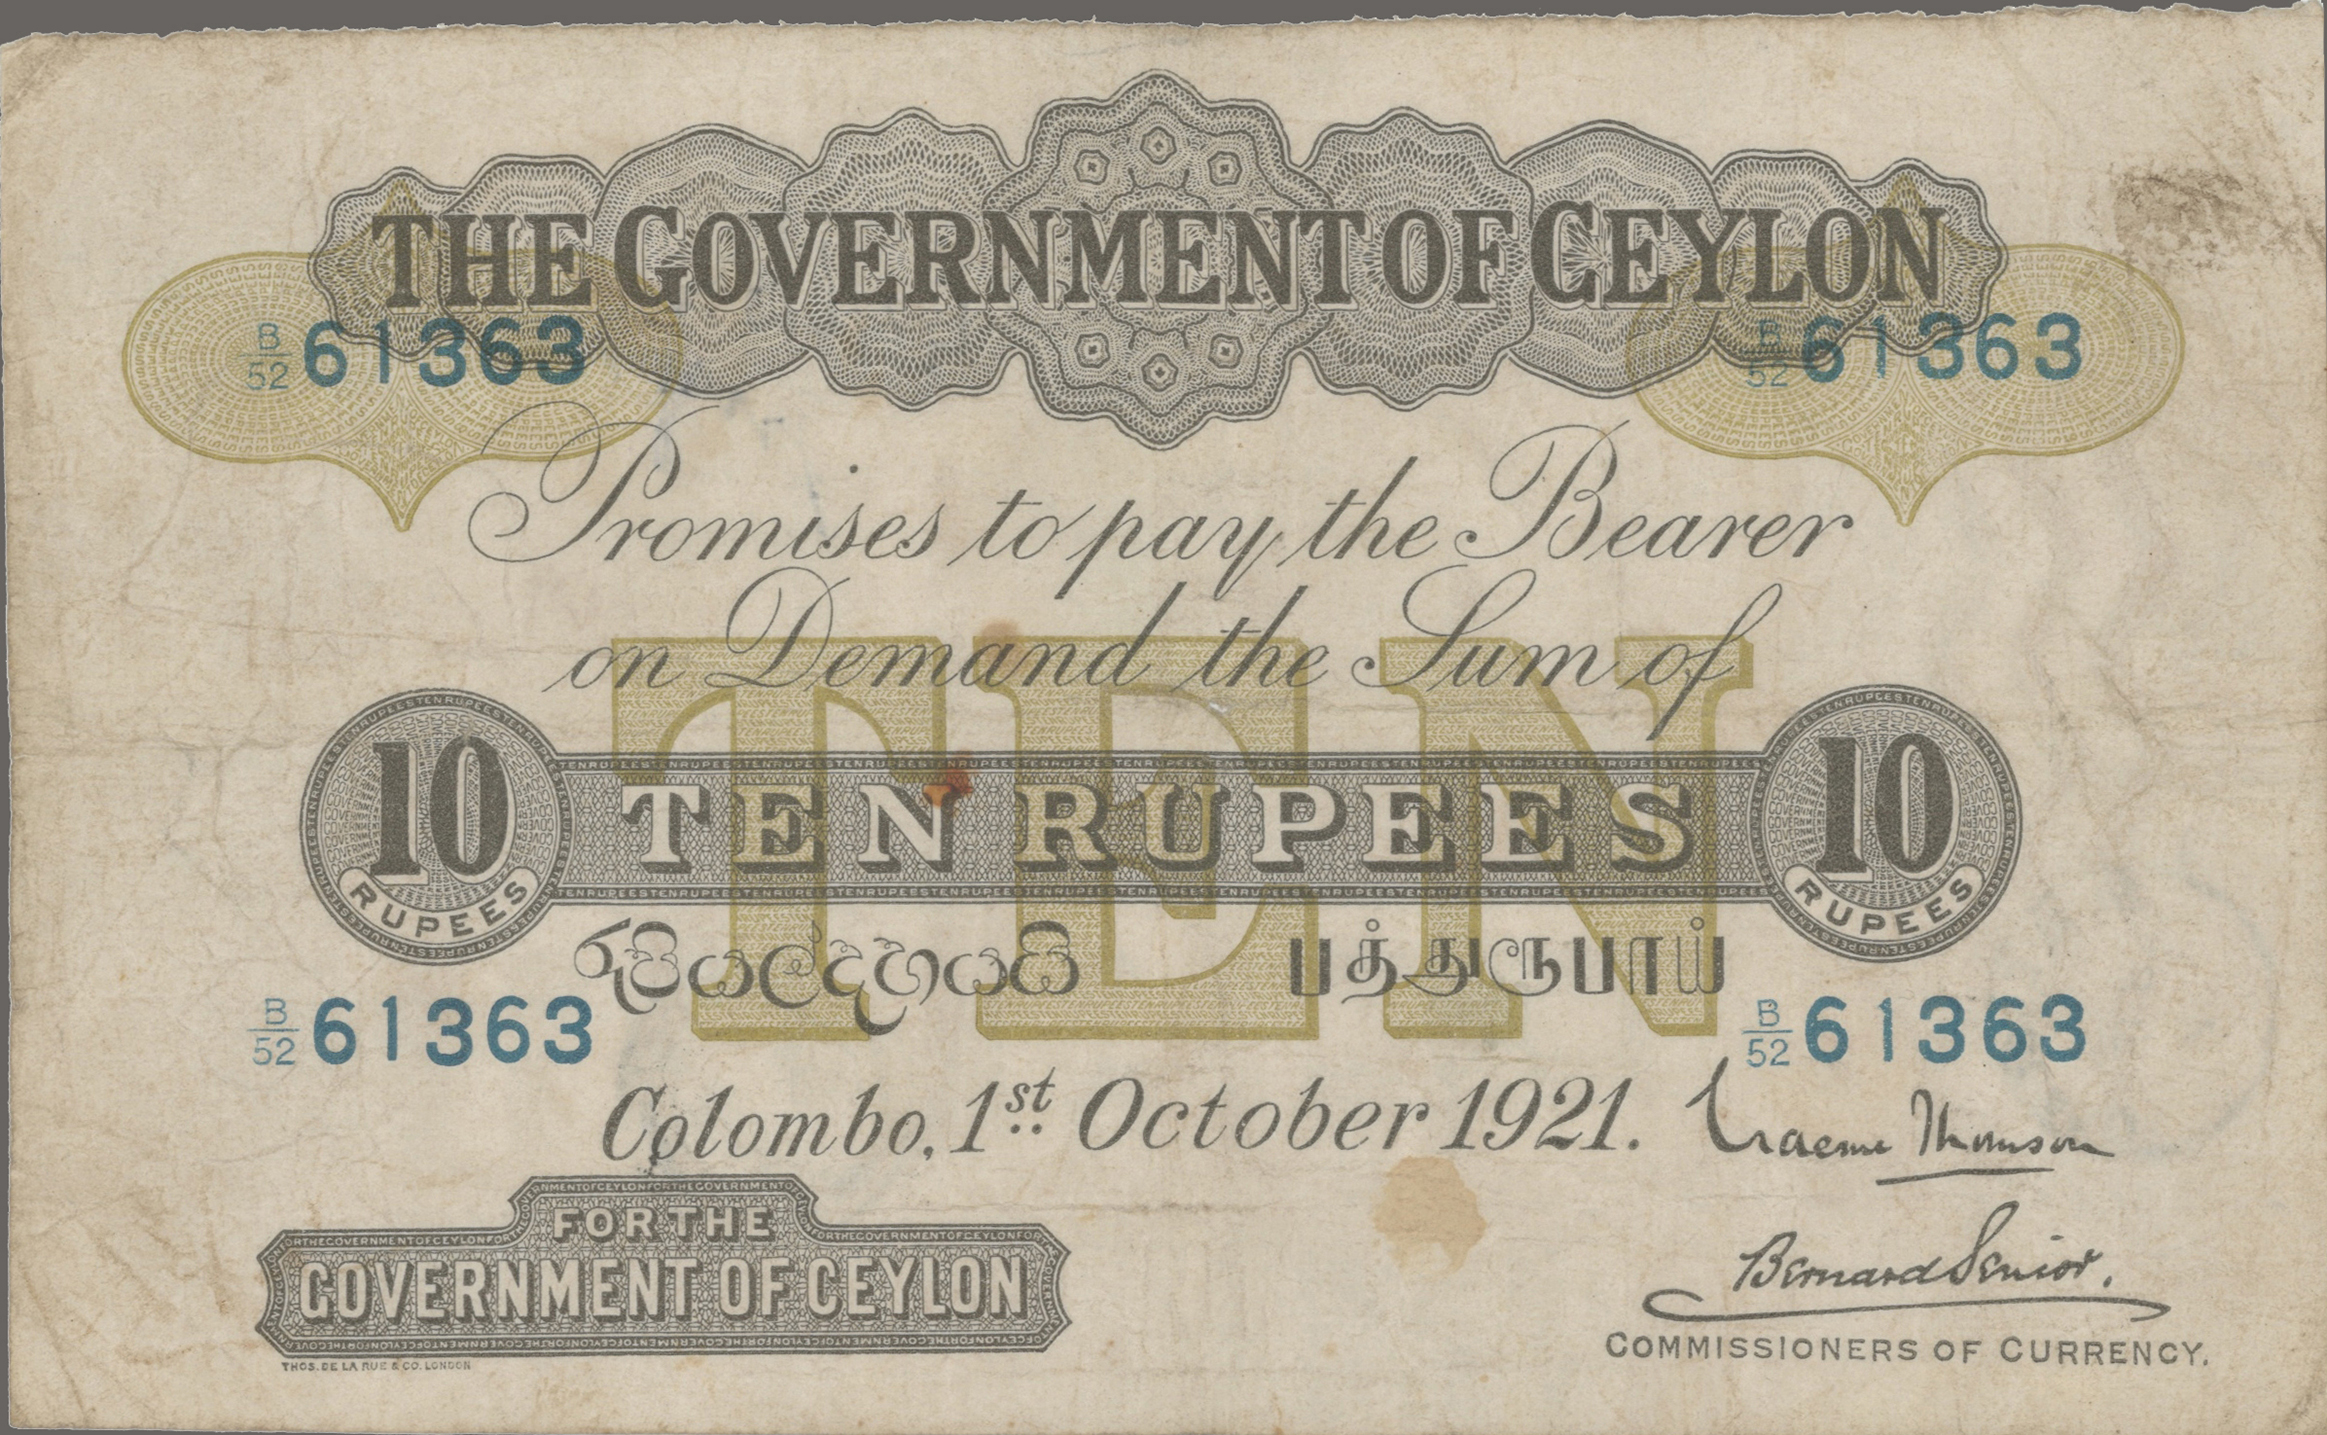 THE GOVERNMENT OF CEYLON
B/52 61363
B/52 61363
Promises to pay the Bearer
on Demand the Sum of
TEN
10 RUPEES
TEN RUPEES
10 RUPEES
රුපියල් දහයයි
பத்துரூபாய்
B/52 61363
B/52 61363
Colombo, 1st October 1921.
Graeme Thomson
Bernard Senior.
FOR THE
GOVERNMENT OF CEYLON
COMMISSIONERS OF CURRENCY.
THOS. DE LA RUE & CO. LONDON